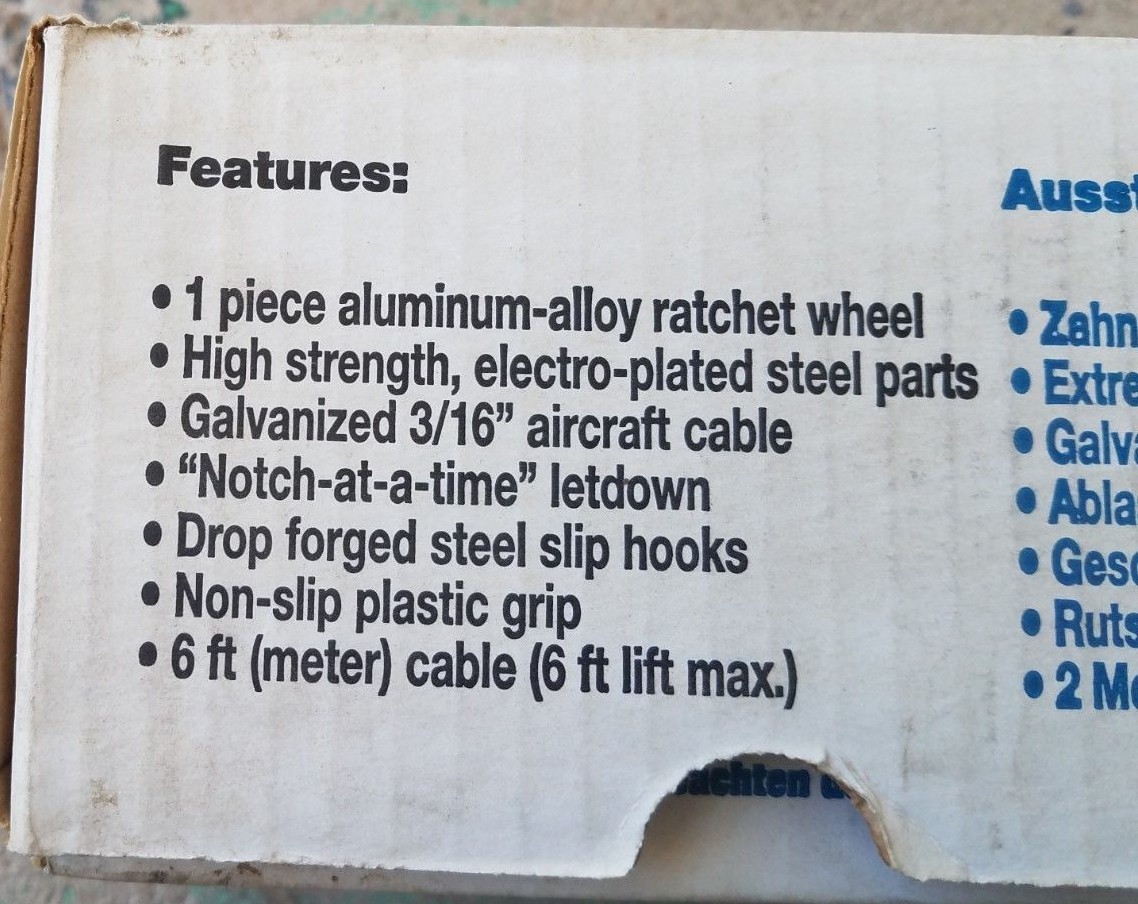 Features:
• 1 piece aluminum-alloy ratchet wheel
• High strength, electro-plated steel parts
• Galvanized 3/16” aircraft cable
• “Notch-at-a-time” letdown
• Drop forged steel slip hooks
• Non-slip plastic grip
• 6 ft (meter) cable (6 ft lift max.)
Ausst
• Zahn
• Extre
• Galva
• Abla
• Gesc
• Ruts
• 2 Me
achten